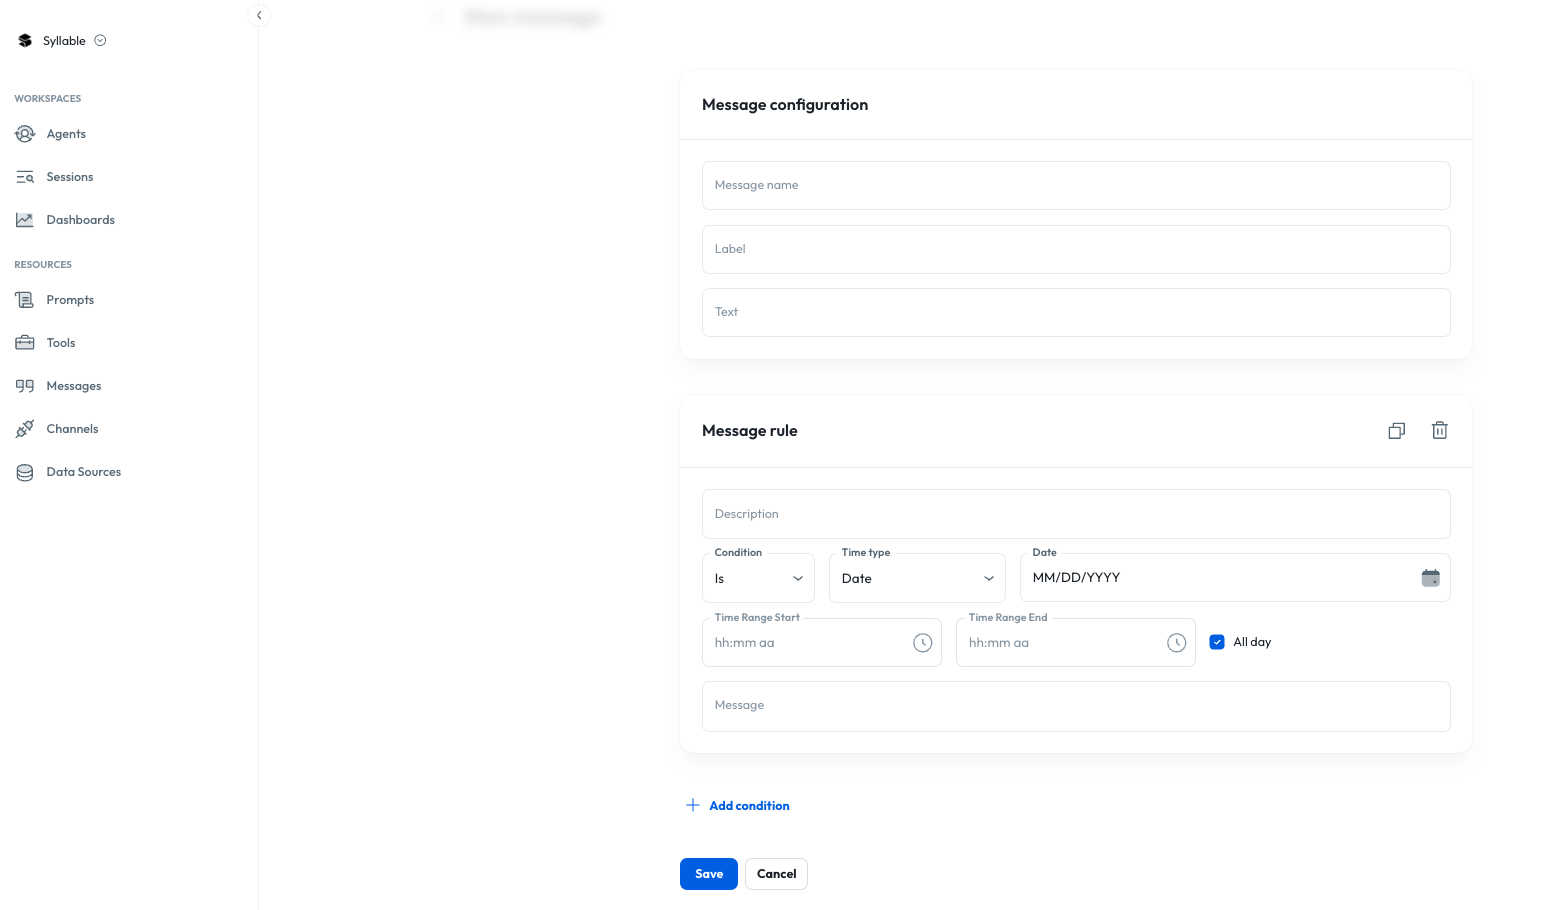 New message
Syllable
WORKSPACES
Agents
Sessions
Dashboards
RESOURCES
Prompts
Tools
Messages
Channels
Data Sources
Message configuration
Message name
Label
Text
Message rule
Description
Condition
Is
Time type
Date
Date
MM/DD/YYYY
Time Range Start
hh:mm aa
Time Range End
hh:mm aa
All day
Message
Add condition
Save
Cancel